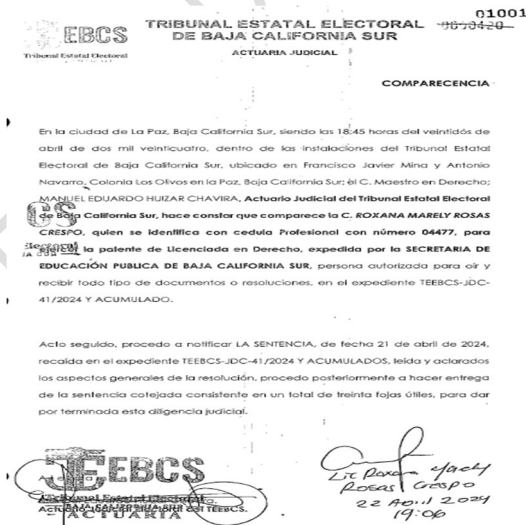 01001
TEEBCS
Tribunal Estatal Electoral
TRIBUNAL ESTATAL ELECTORAL
DE BAJA CALIFORNIA SUR
ACTUARIA JUDICIAL
COMPARECENCIA
En la ciudad de La Paz, Baja California Sur, siendo las 18:45 horas del veintidós de
abril de dos mil veinticuatro, dentro de las instalaciones del Tribunal Estatal
Electoral de Baja California Sur, ubicado en Francisco Javier Mina y Antonio
Navarro, Colonia Los Olivos en la Paz, Baja California Sur; el C. Maestro en Derecho;
MANUEL EDUARDO HUIZAR CHAVIRA, Actuario Judicial del Tribunal Estatal Electoral
de Baja California Sur, hace constar que comparece la C. ROXANA MARELY ROSAS
CRESPO, quien se identifica con cedula Profesional con número 04477, para
ejercer la patente de Licenciada en Derecho, expedida por la SECRETARIA DE
EDUCACIÓN PUBLICA DE BAJA CALIFORNIA SUR, persona autorizada para oír y
recibir todo tipo de documentos o resoluciones, en el expediente TEEBCS-JDC-
41/2024 Y ACUMULADO.
Acto seguido, procedo a notificar LA SENTENCIA, de fecha 21 de abril de 2024,
recaída en el expediente TEEBCS-JDC-41/2024 Y ACUMULADOS, leída y aclarados
los aspectos generales de la resolución, procedo posteriormente a hacer entrega
de la sentencia cotejada consistente en un total de treinta fojas útiles, para dar
por terminada esta diligencia judicial.
TEEBCS
Tribunal Estatal Electoral
Actuario Judicial del TEEBCS.
ACTUARIA
Lic Roxana
Rosas Crespo
22 Abril 2024
19:06